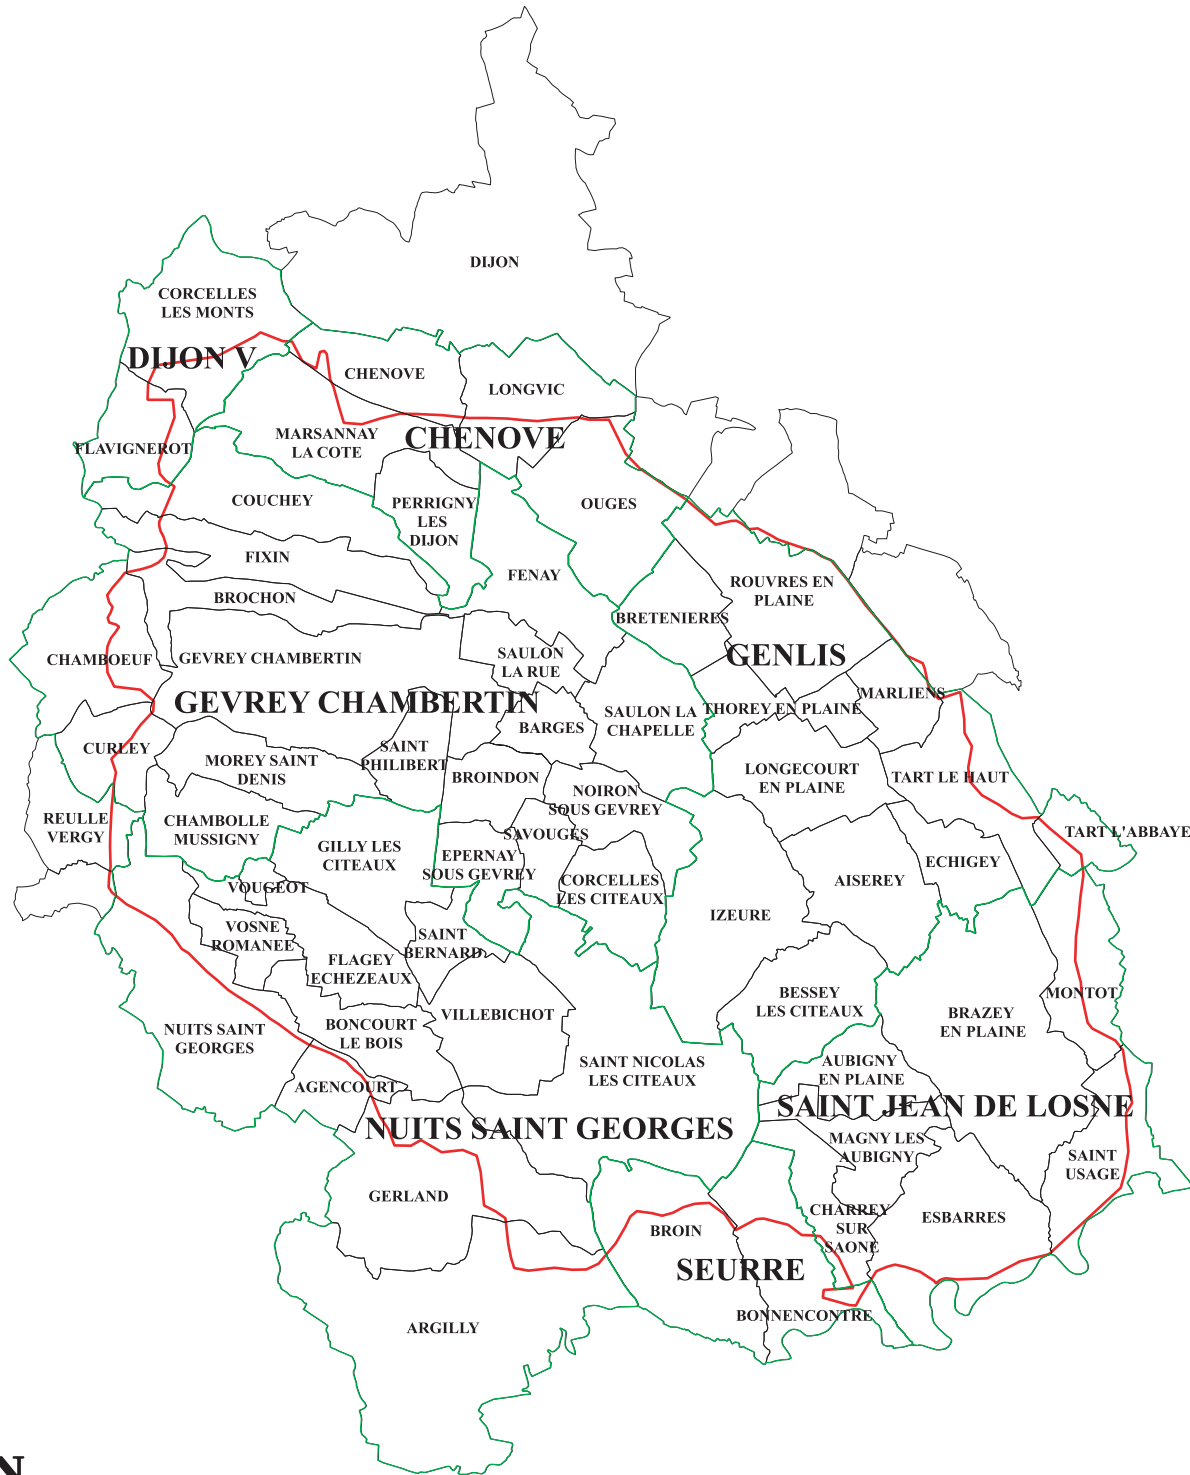 DIJON
CORCELLES
LES MONTS
DIJON V
CHENOVE
LONGVIC
FLAVIGNEROT
MARSANNAY
LA COTE
CHENOVE
COUCHEY
PERRIGNY
LES
DIJON
OUGES
FIXIN
FENAY
ROUVRES EN
PLAINE
BROCHON
BRETENIERES
CHAMBOEUF
GEVREY CHAMBERTIN
SAULON
LA RUE
GENLIS
GEVREY CHAMBERTIN
MARLIENS
THOREY EN PLAINE
SAULON LA
CHAPELLE
BARGES
CURLEY
MOREY SAINT
DENIS
SAINT
PHILIBERT
BROINDON
LONGECOURT
EN PLAINE
TART LE HAUT
NOIRON
SOUS GEVREY
REULLE
VERGY
CHAMBOLLE
MUSSIGNY
GILLY LES
CITEAUX
SAVOUGES
TART L'ABBAYE
EPERNAY
SOUS GEVREY
ECHIGEY
CORCELLES
LES CITEAUX
AISEREY
VOUGEOT
IZEURE
VOSNE
ROMANEE
SAINT
BERNARD
FLAGEY
ECHEZEAUX
BESSEY
LES CITEAUX
MONTOT
VILLEBICHOT
BRAZEY
EN PLAINE
NUITS SAINT
GEORGES
BONCOURT
LE BOIS
SAINT NICOLAS
LES CITEAUX
AUBIGNY
EN PLAINE
AGENCOURT
SAINT JEAN DE LOSNE
NUITS SAINT GEORGES
MAGNY LES
AUBIGNY
SAINT
USAGE
GERLAND
CHARREY
SUR
SAONE
ESBARRES
BROIN
SEURRE
BONNENCONTRE
ARGILLY
N